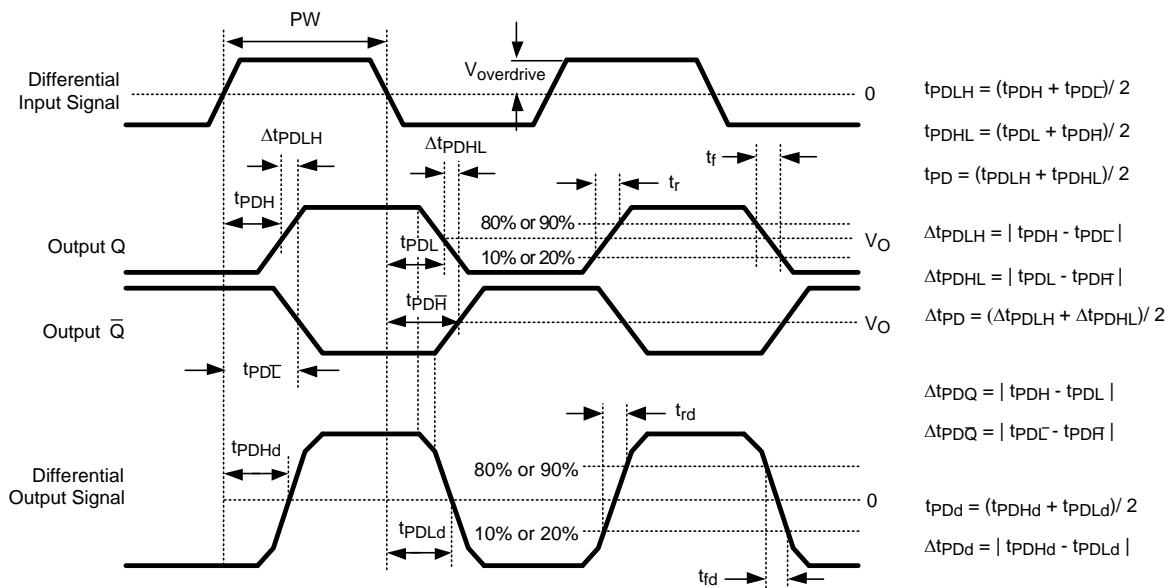 PW
Differential
Input Signal
Voverdrive
0
ΔtPDLH
ΔtPDHL
tf
tr
tPDH
Output Q
tPDL
80% or 90%
10% or 20%
VO
tPDH̅
Output Q̅
VO
tPDL̅
tPDHd
trd
Differential
Output Signal
80% or 90%
0
tPDLd
10% or 20%
tfd
tPDLH = (tPDH + tPDL̅)/ 2
tPDHL = (tPDL + tPDH̅)/ 2
tPD = (tPDLH + tPDHL)/ 2
ΔtPDLH = | tPDH - tPDL̅ |
ΔtPDHL = | tPDL - tPDH̅ |
ΔtPD = (ΔtPDLH + ΔtPDHL)/ 2
ΔtPDQ = | tPDH - tPDL |
ΔtPDQ̅ = | tPDL̅ - tPDH̅ |
tPDd = (tPDHd + tPDLd)/ 2
ΔtPDd = | tPDHd - tPDLd |